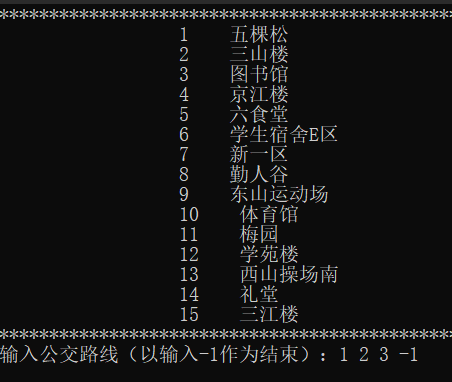 **********************************************
1 五棵松
2 三山楼
3 图书馆
4 京江楼
5 六食堂
6 学生宿舍E区
7 新一区
8 勤人谷
9 东山运动场
10 体育馆
11 梅园
12 学苑楼
13 西山操场南
14 礼堂
15 三江楼
**********************************************
输入公交路线（以输入-1作为结束）：1 2 3 -1